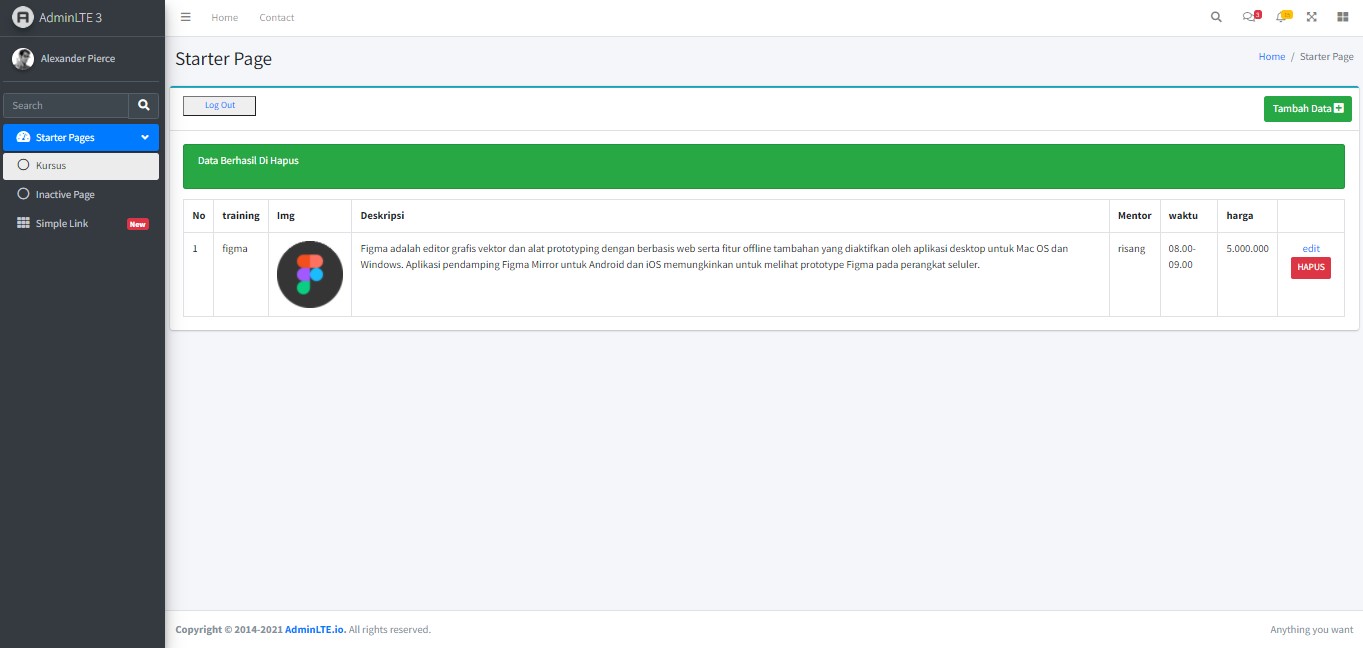 AdminLTE 3
Home
Contact
3
15
Alexander Pierce
Starter Page
Home / Starter Page
Search
Log Out
Tambah Data
Starter Pages
Kursus
Inactive Page
Simple Link
New
Data Berhasil Di Hapus
No training Img Deskripsi Mentor waktu harga
1 figma Figma adalah editor grafis vektor dan alat prototyping dengan berbasis web serta fitur offline tambahan yang diaktifkan oleh aplikasi desktop untuk Mac OS dan
Windows. Aplikasi pendamping Figma Mirror untuk Android dan iOS memungkinkan untuk melihat prototype Figma pada perangkat seluler.
risang
08.00-
09.00
5.000.000
edit
HAPUS
Copyright © 2014-2021 AdminLTE.io. All rights reserved.
Anything you want